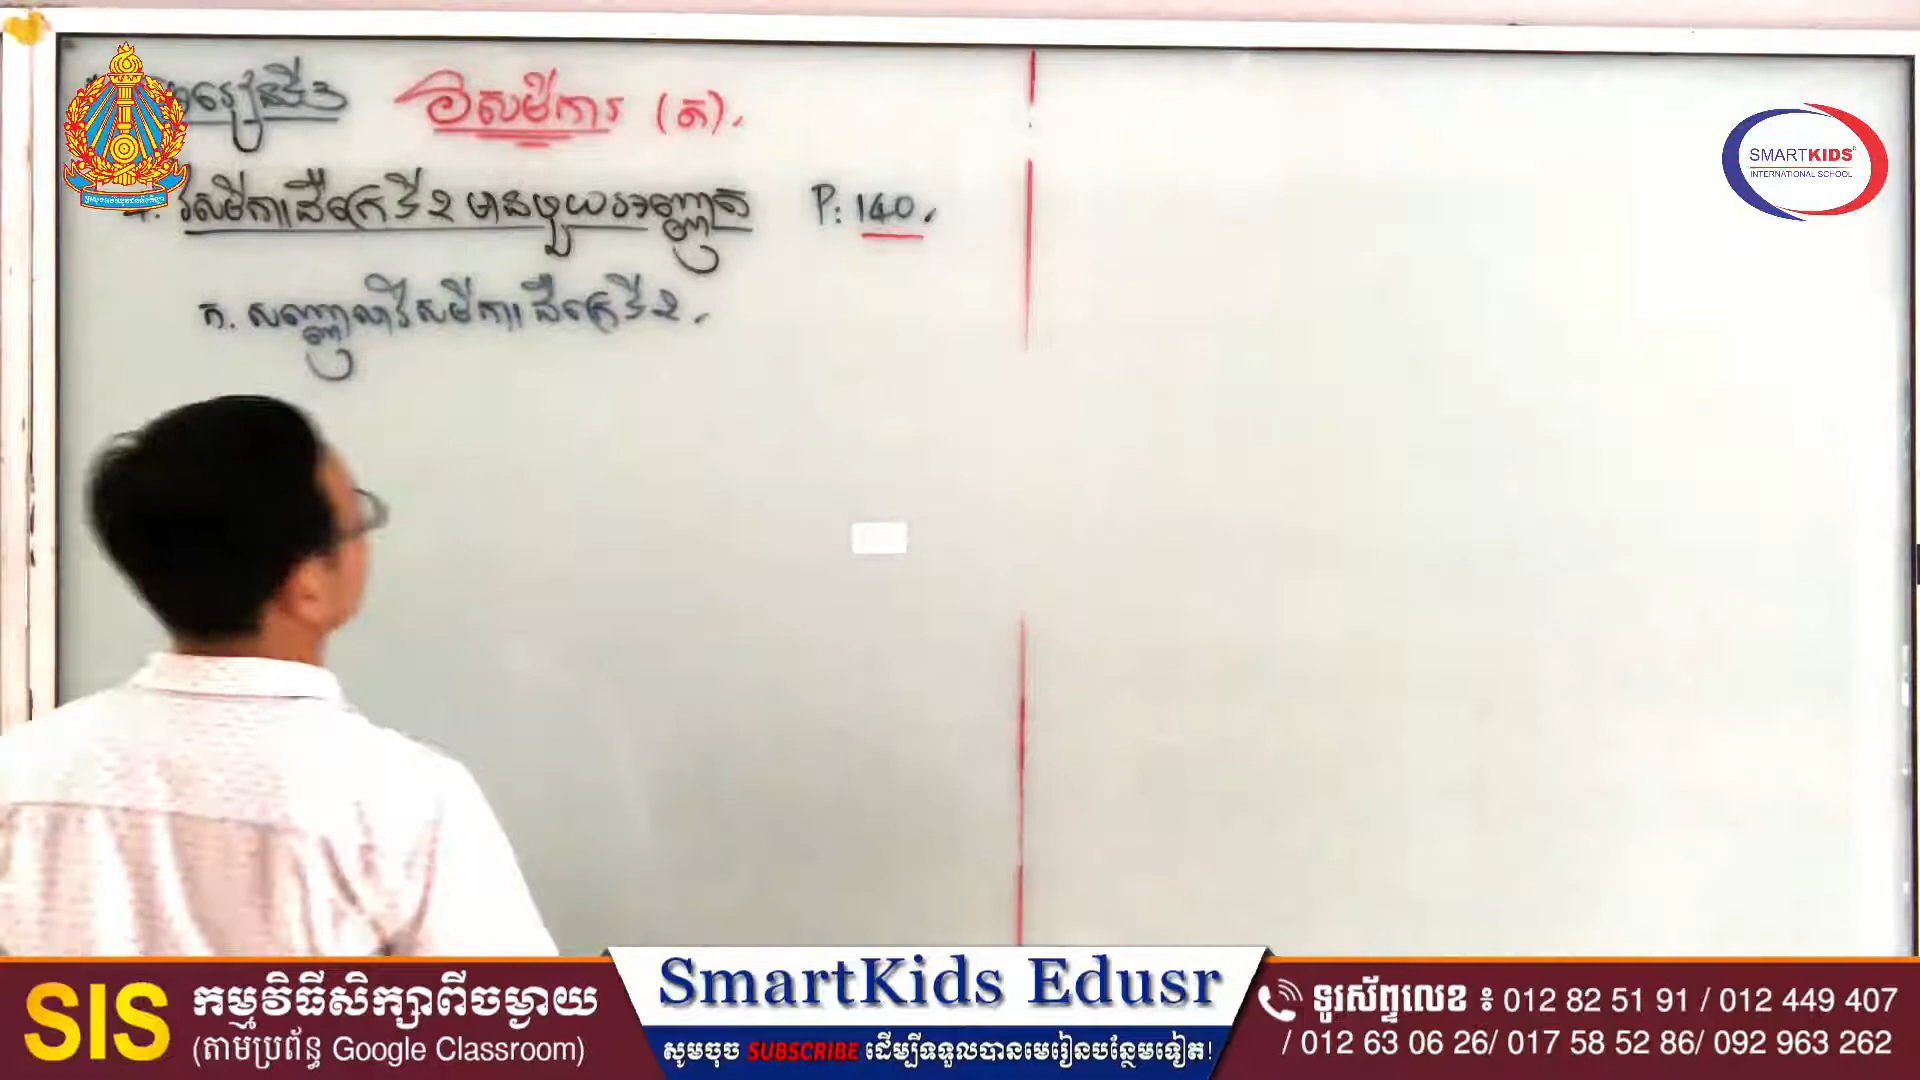 មេរៀនទី3 វិសមីការ (ត).
វិសមីការដឺក្រេទី2 មានមួយអញ្ញាត P: 140.
ក. សញ្ញាណវិសមីការដឺក្រេទី2.
SMARTKIDS
INTERNATIONAL SCHOOL
SIS កម្មវិធីសិក្សាពីចម្ងាយ
(តាមប្រព័ន្ធ Google Classroom)
SmartKids Edusr
សូមចុច SUBSCRIBE ដើម្បីទទួលបានមេរៀនបន្ថែមទៀត!
ទូរស័ព្ទលេខ ៖ 012 82 51 91 / 012 449 407
/ 012 63 06 26/ 017 58 52 86/ 092 963 262